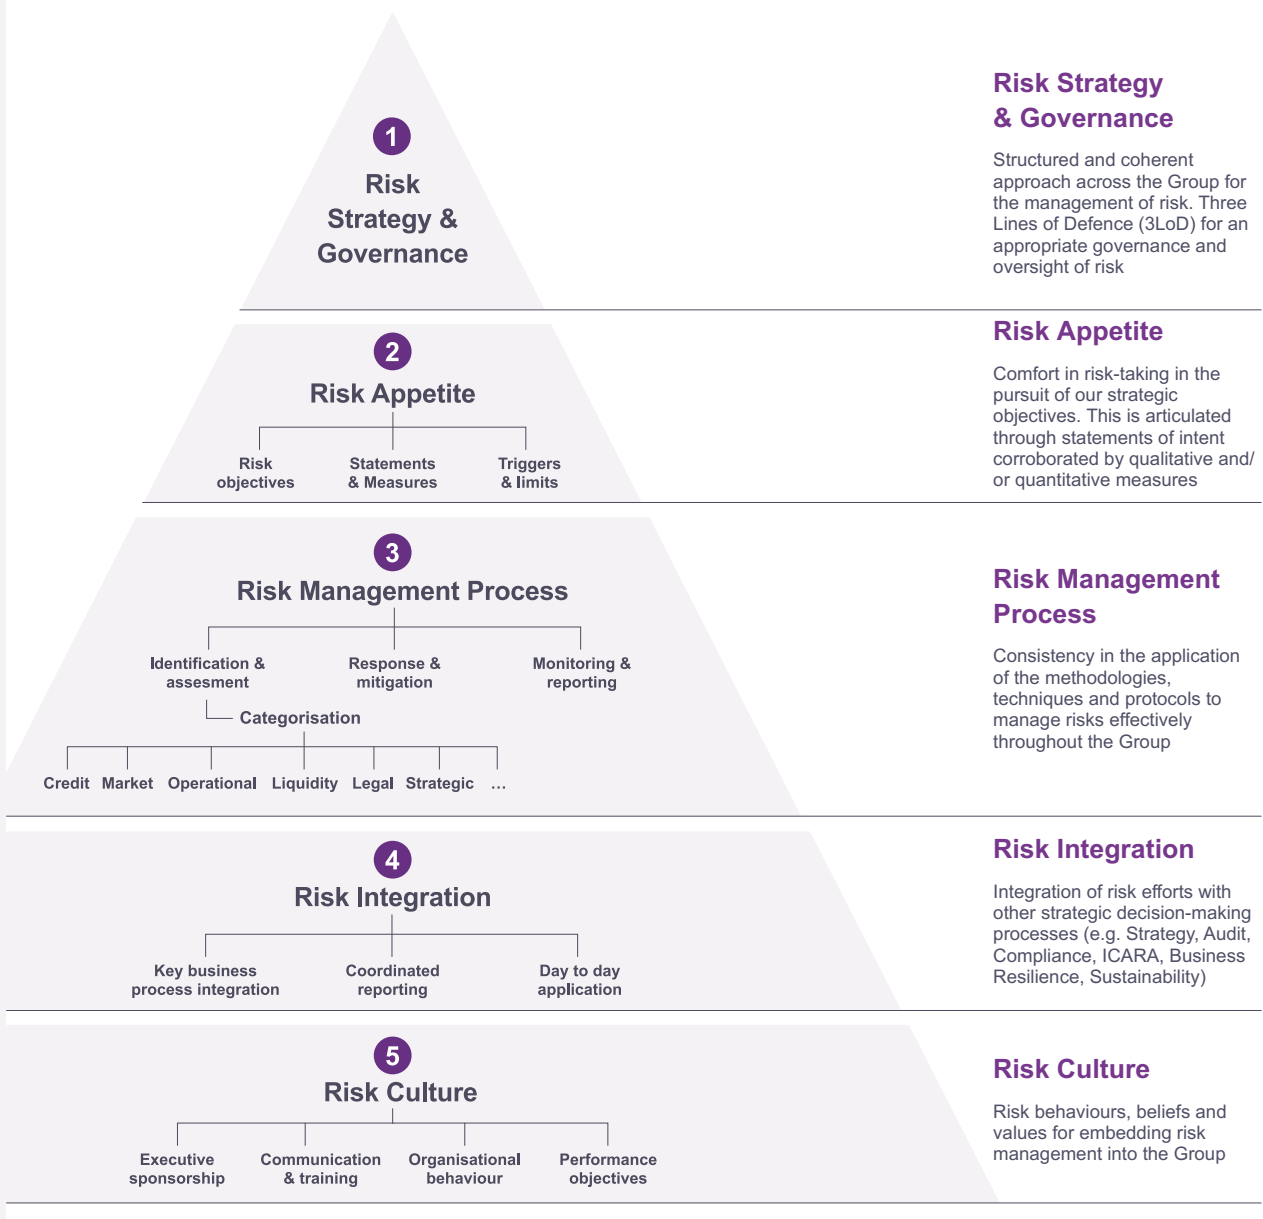 1
Risk
Strategy &
Governance
Risk Strategy
& Governance
Structured and coherent
approach across the Group for
the management of risk. Three
Lines of Defence (3LoD) for an
appropriate governance and
oversight of risk
2
Risk Appetite
Risk
objectives
Statements
& Measures
Triggers
& limits
Risk Appetite
Comfort in risk-taking in the
pursuit of our strategic
objectives. This is articulated
through statements of intent
corroborated by qualitative and/
or quantitative measures
3
Risk Management Process
Identification &
assesment
Response &
mitigation
Monitoring &
reporting
Categorisation
Credit Market Operational Liquidity Legal Strategic ...
Risk Management
Process
Consistency in the application
of the methodologies,
techniques and protocols to
manage risks effectively
throughout the Group
4
Risk Integration
Key business
process integration
Coordinated
reporting
Day to day
application
Risk Integration
Integration of risk efforts with
other strategic decision-making
processes (e.g. Strategy, Audit,
Compliance, ICARA, Business
Resilience, Sustainability)
5
Risk Culture
Executive
sponsorship
Communication
& training
Organisational
behaviour
Performance
objectives
Risk Culture
Risk behaviours, beliefs and
values for embedding risk
management into the Group